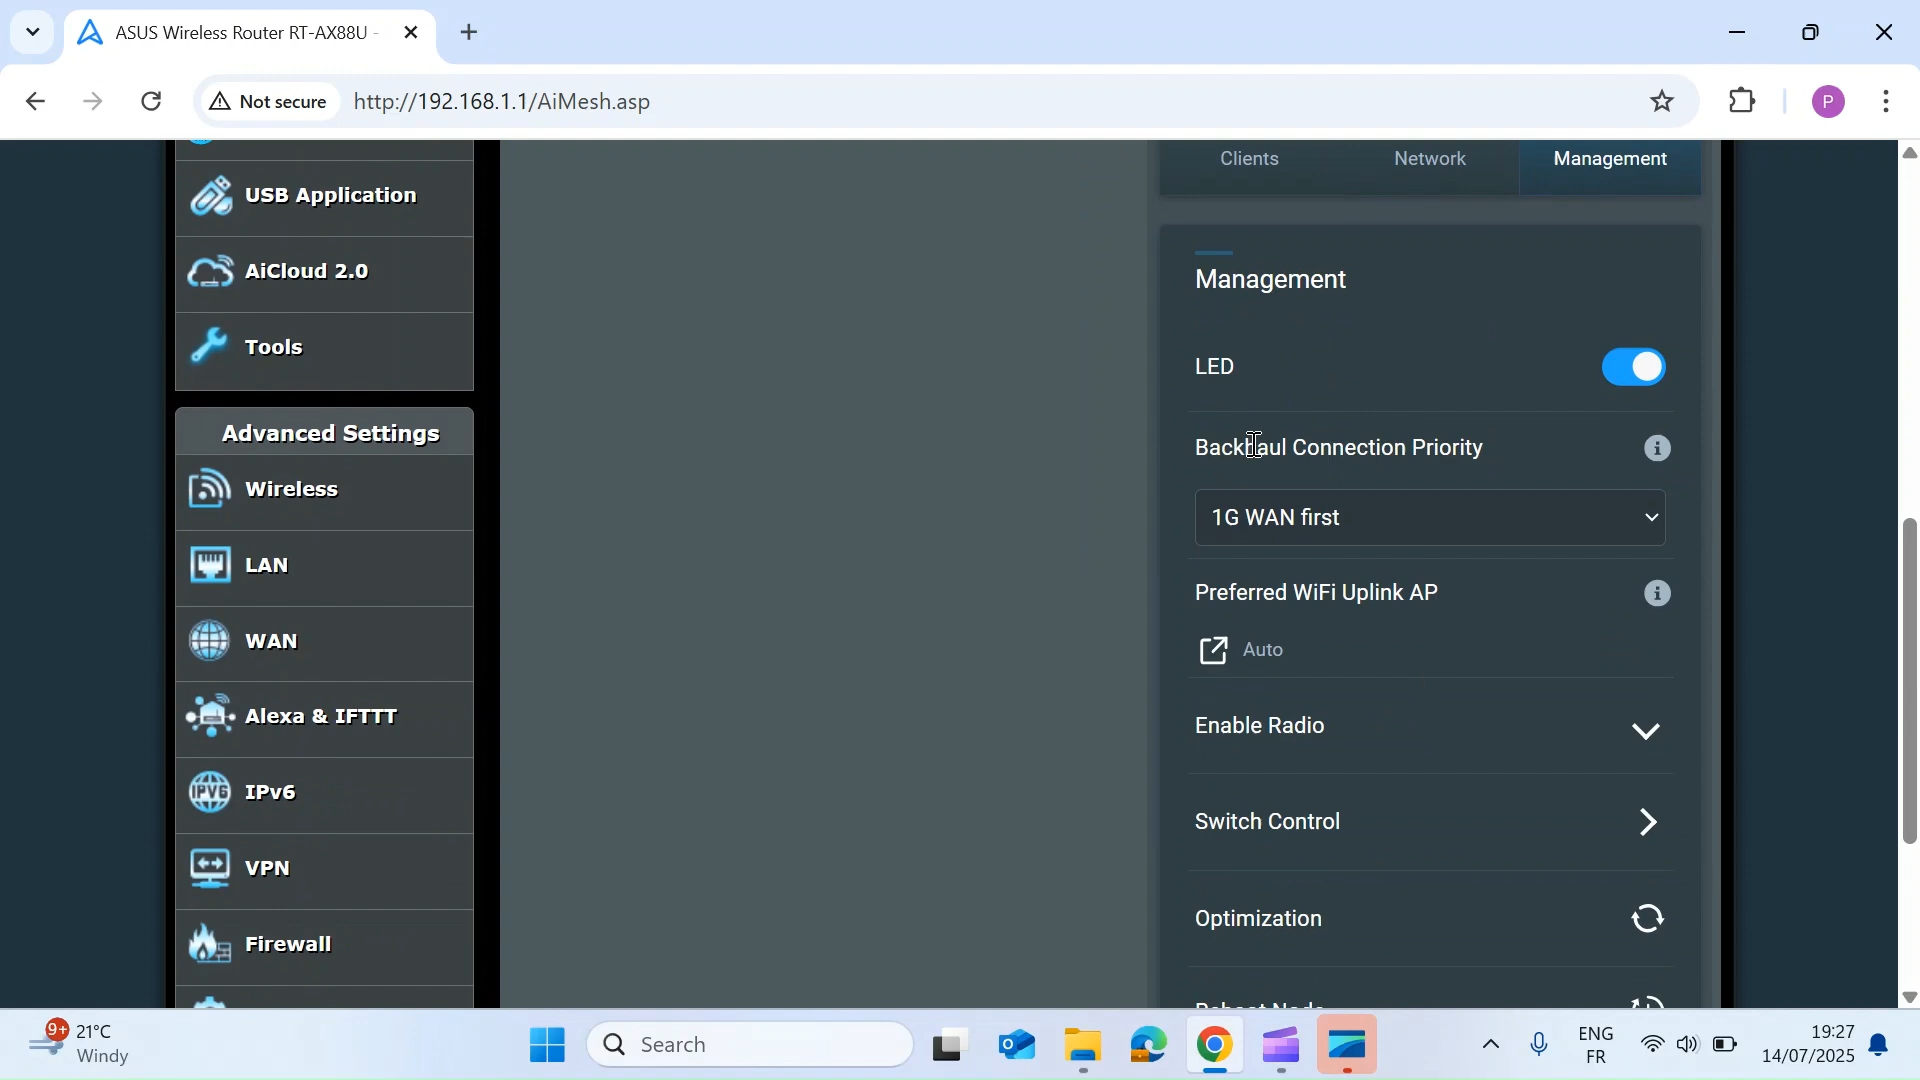 ASUS Wireless Router RT-AX88U -
Not secure
http://192.168.1.1/AiMesh.asp
P
USB Application
AiCloud 2.0
Tools
Advanced Settings
Wireless
LAN
WAN
Alexa & IFTTT
IPv6
VPN
Firewall
Clients
Network
Management
Management
LED
Backhaul Connection Priority
1G WAN first
Preferred WiFi Uplink AP
Auto
Enable Radio
Switch Control
Optimization
Reboot Node
9+
21°C
Windy
Search
ENG
FR
19:27
14/07/2025